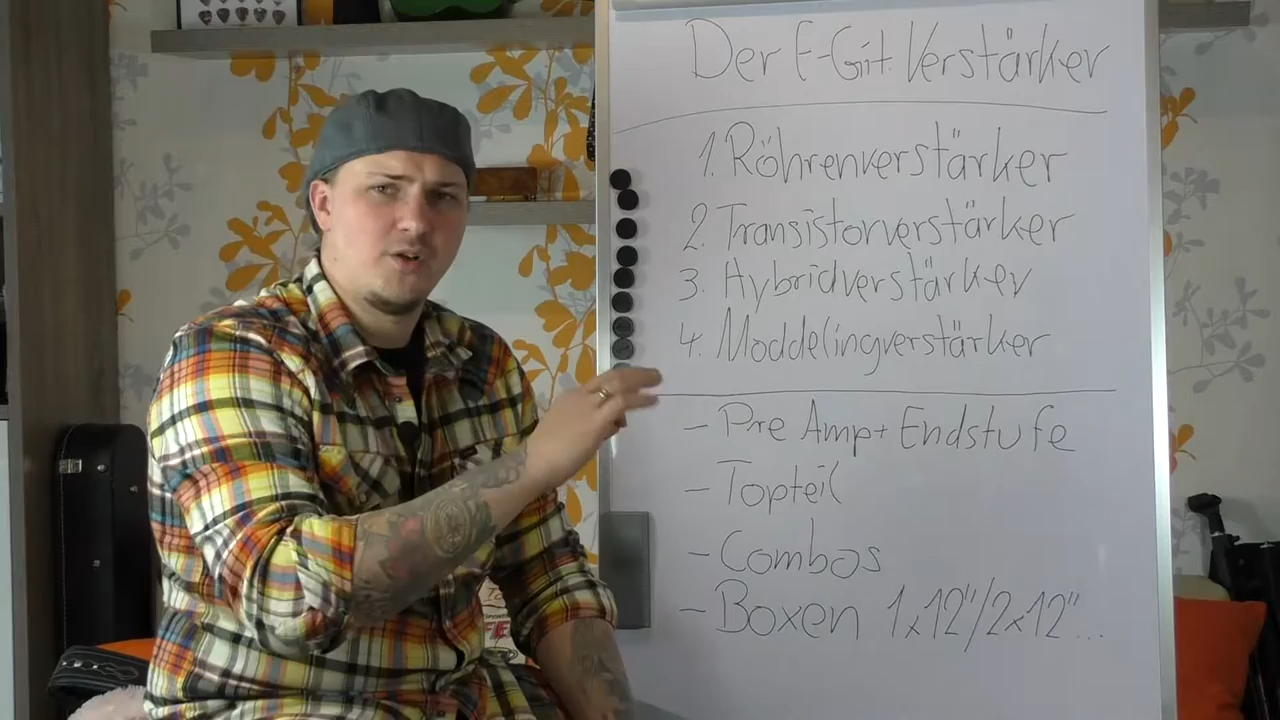 Der E-Git. Verstärker
1. Röhrenverstärker
2. Transistorverstärker
3. Hybridverstärker
4. Moddelingverstärker
- Pre Amp + Endstufe
- Topteil
- Combos
- Boxen 1x12"/2x12"...